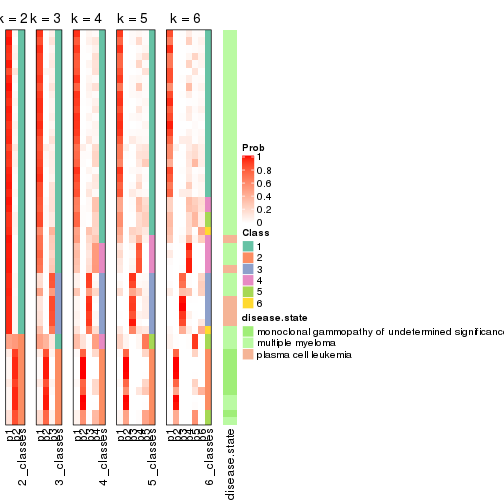 k = 2
k = 3
k = 4
k = 5
k = 6
Prob
1
0.8
0.6
0.4
0.2
0
Class
1
2
3
4
5
6
disease.state
monoclonal gammopathy of undetermined significance
multiple myeloma
plasma cell leukemia
p1
p2
2_classes
p1
p2
p3
3_classes
p1
p2
p3
p4
4_classes
p1
p2
p3
p4
p5
5_classes
p1
p2
p3
p4
p5
p6
6_classes
disease.state